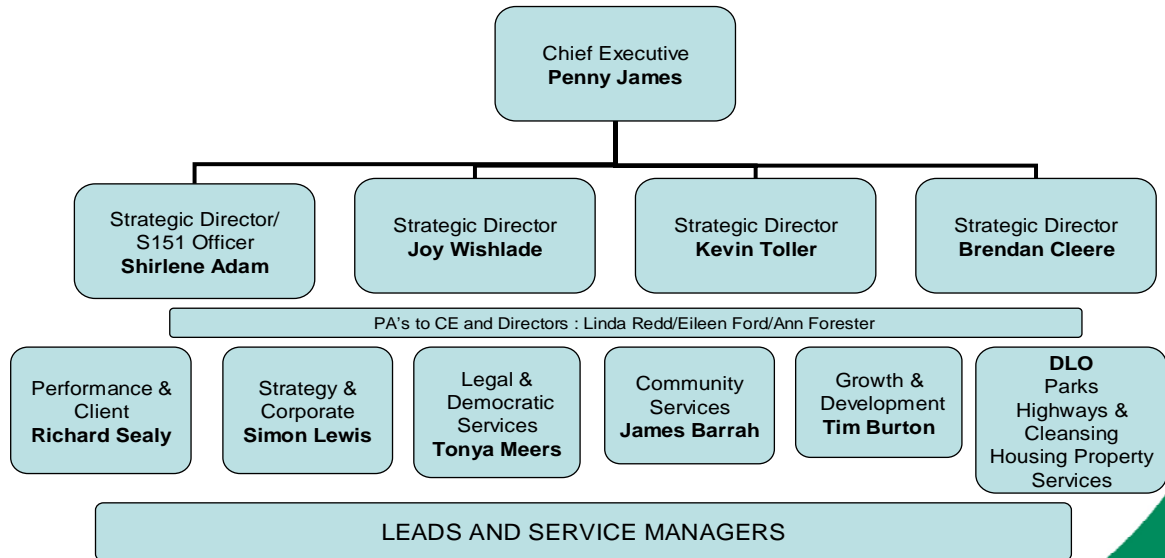 Chief Executive
Penny James
Strategic Director/
S151 Officer
Shirlene Adam
Strategic Director
Joy Wishlade
Strategic Director
Kevin Toller
Strategic Director
Brendan Cleere
PA's to CE and Directors : Linda Redd/Eileen Ford/Ann Forester
Performance &
Client
Richard Sealy
Strategy &
Corporate
Simon Lewis
Legal &
Democratic
Services
Tonya Meers
Community
Services
James Barrah
Growth &
Development
Tim Burton
DLO
Parks
Highways &
Cleansing
Housing Property
Services
LEADS AND SERVICE MANAGERS